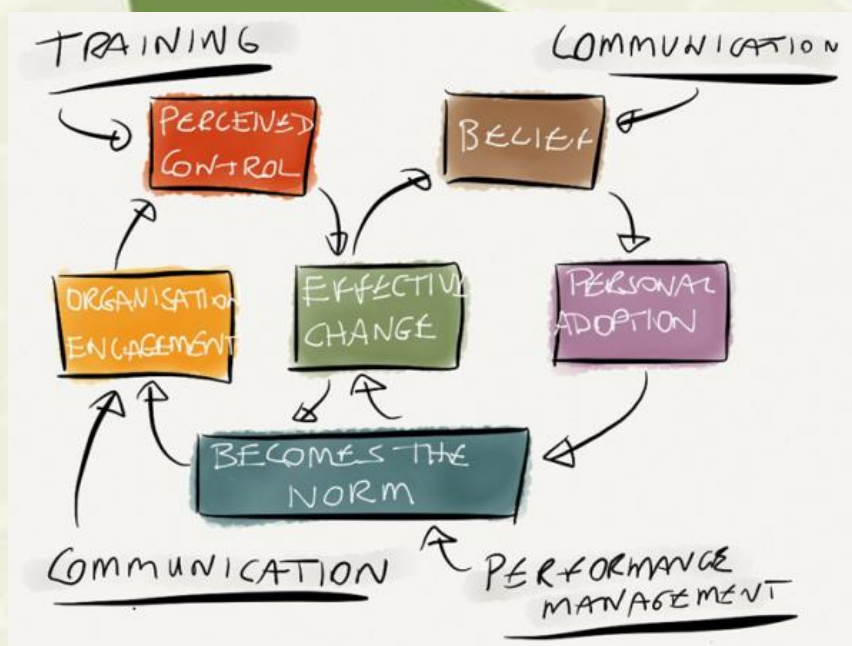 TRAINING
COMMUNICATION
PERCEIVED
CONTROL
BELIEF
ORGANISATION
ENGAGEMENT
EFFECTIVE
CHANGE
PERSONAL
ADOPTION
BECOMES THE
NORM
COMMUNICATION
PERFORMANCE
MANAGEMENT